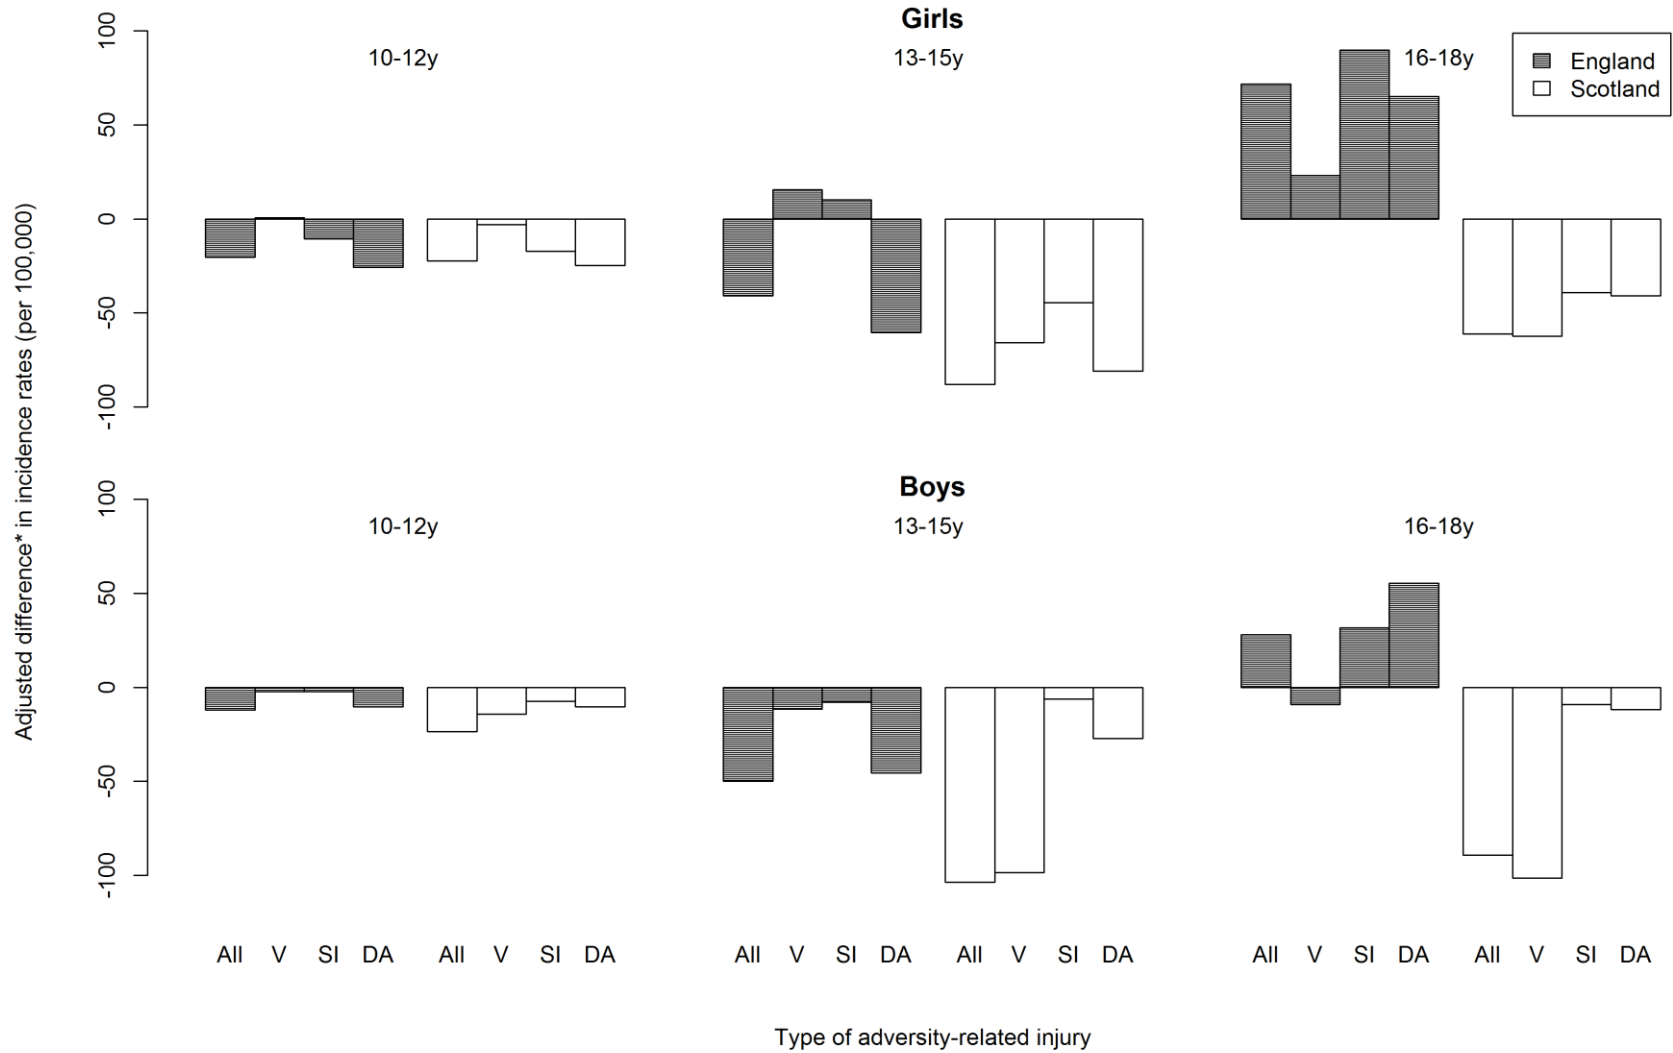 Girls
10-12y
13-15y
16-18y
England
Scotland
100
50
0
-50
-100
Adjusted difference* in incidence rates (per 100,000)
Boys
10-12y
13-15y
16-18y
100
50
0
-50
-100
All V SI DA All V SI DA All V SI DA All V SI DA All V SI DA All V SI DA
Type of adversity-related injury